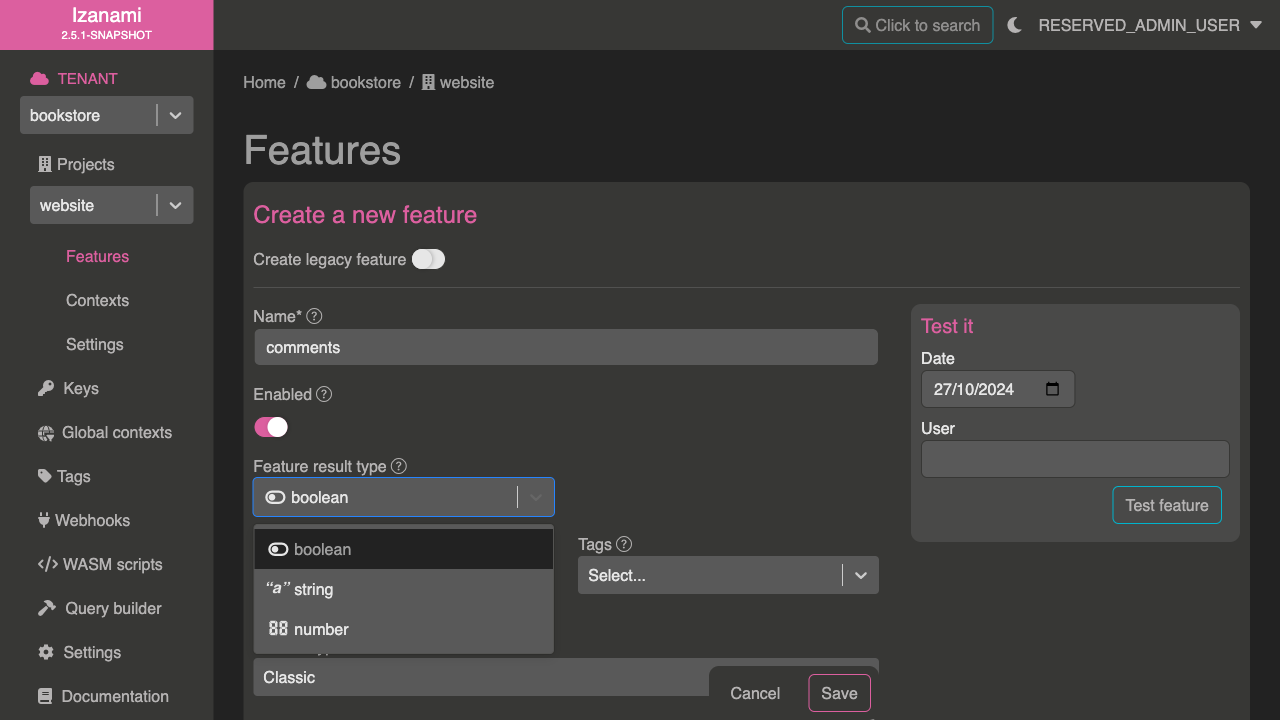 Izanami
2.5.1-SNAPSHOT
Click to search
RESERVED_ADMIN_USER
TENANT
bookstore
Projects
website
Features
Contexts
Settings
Keys
Global contexts
Tags
Webhooks
WASM scripts
Query builder
Settings
Documentation
Home / bookstore / website
Features
Create a new feature
Create legacy feature
Name* ?
comments
Enabled ?
Feature result type ?
boolean
boolean
“a” string
88 number
Tags ?
Select...
Classic
Cancel
Save
Test it
Date
27/10/2024
User
Test feature